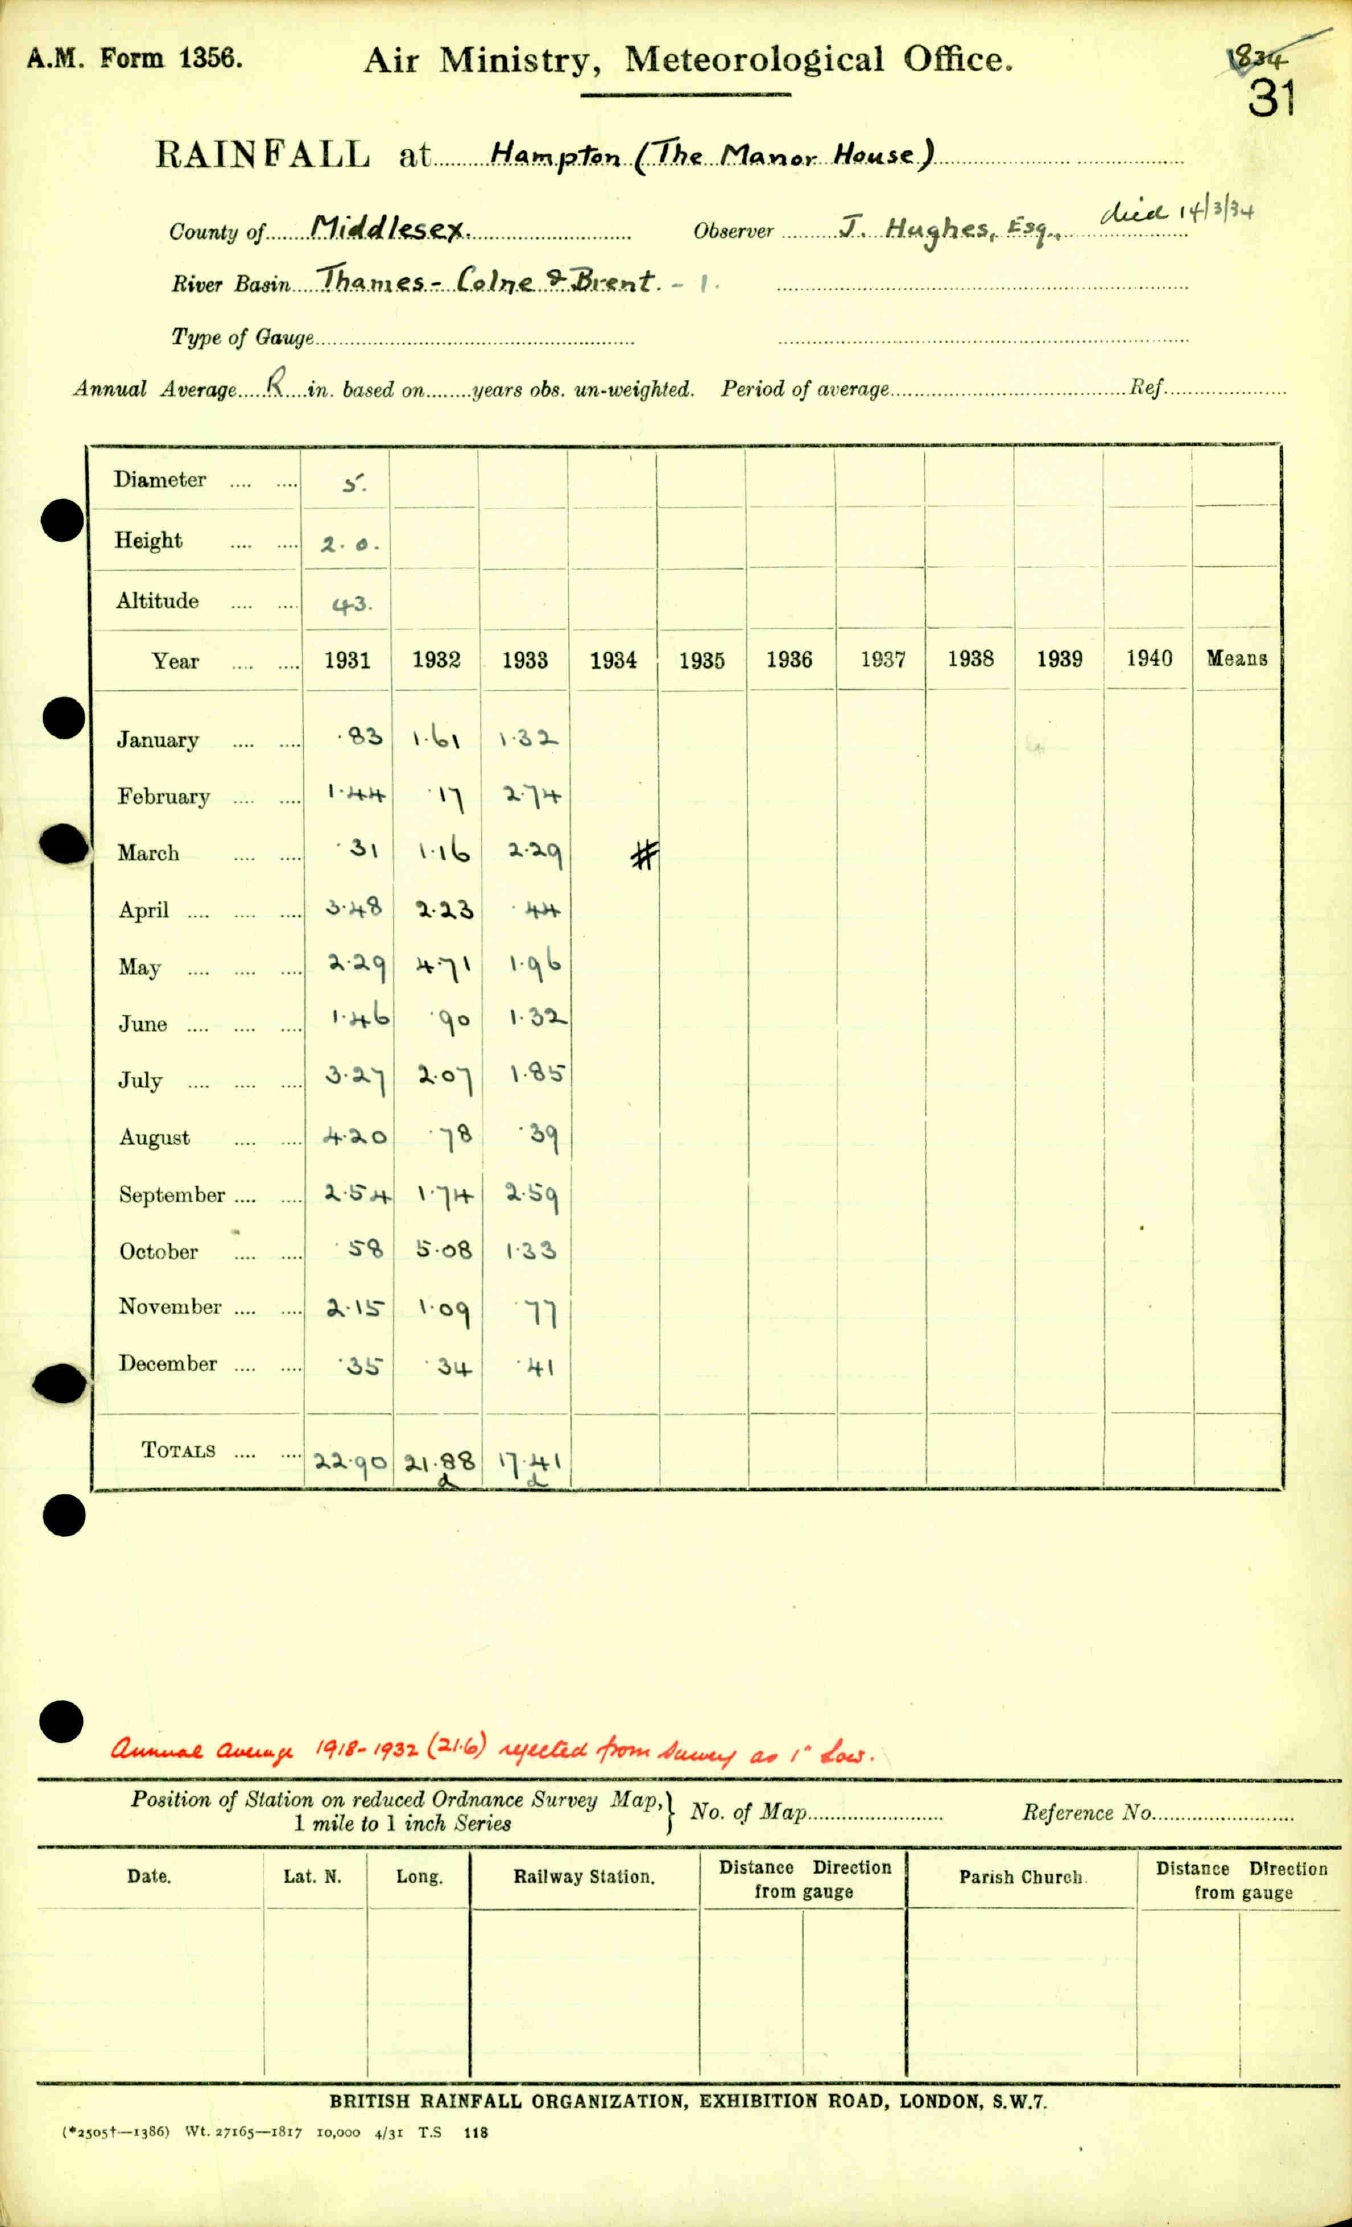 A.M. Form 1356. Air Ministry, Meteorological Office. 1834
31
RAINFALL at Hampton (The Manor House)
County of Middlesex. Observer J. Hughes, Esq., died 14/3/34
River Basin Thames - Colne & Brent. - 1.
Type of Gauge
Annual Average R in. based on years obs. un-weighted. Period of average Ref.
Diameter 5.
Height 2. 0.
Altitude 43.
Year 1931 1932 1933 1934 1935 1936 1937 1938 1939 1940 Means
January ·83 1·61 1·32
February 1·44 ·17 2·74
March ·31 1·16 2·29 #
April 3·48 2·23 ·44
May 2·29 4·71 1·96
June 1·46 ·90 1·32
July 3·27 2·07 1·85
August 4·20 ·78 ·39
September 2·54 1·74 2·59
October ·58 5·08 1·33
November 2·15 1·09 ·77
December ·35 ·34 ·41
TOTALS 22·90 21·88 17·41
d d
Annual average 1918-1932 (21.6) rejected from survey as 1" low.
Position of Station on reduced Ordnance Survey Map, } No. of Map Reference No.
1 mile to 1 inch Series
Date. Lat. N. Long. Railway Station. Distance Direction from gauge Parish Church. Distance Direction from gauge
BRITISH RAINFALL ORGANIZATION, EXHIBITION ROAD, LONDON, S.W.7.
(*2505†—1386) Wt. 27165—1817 10,000 4/31 T.S 118